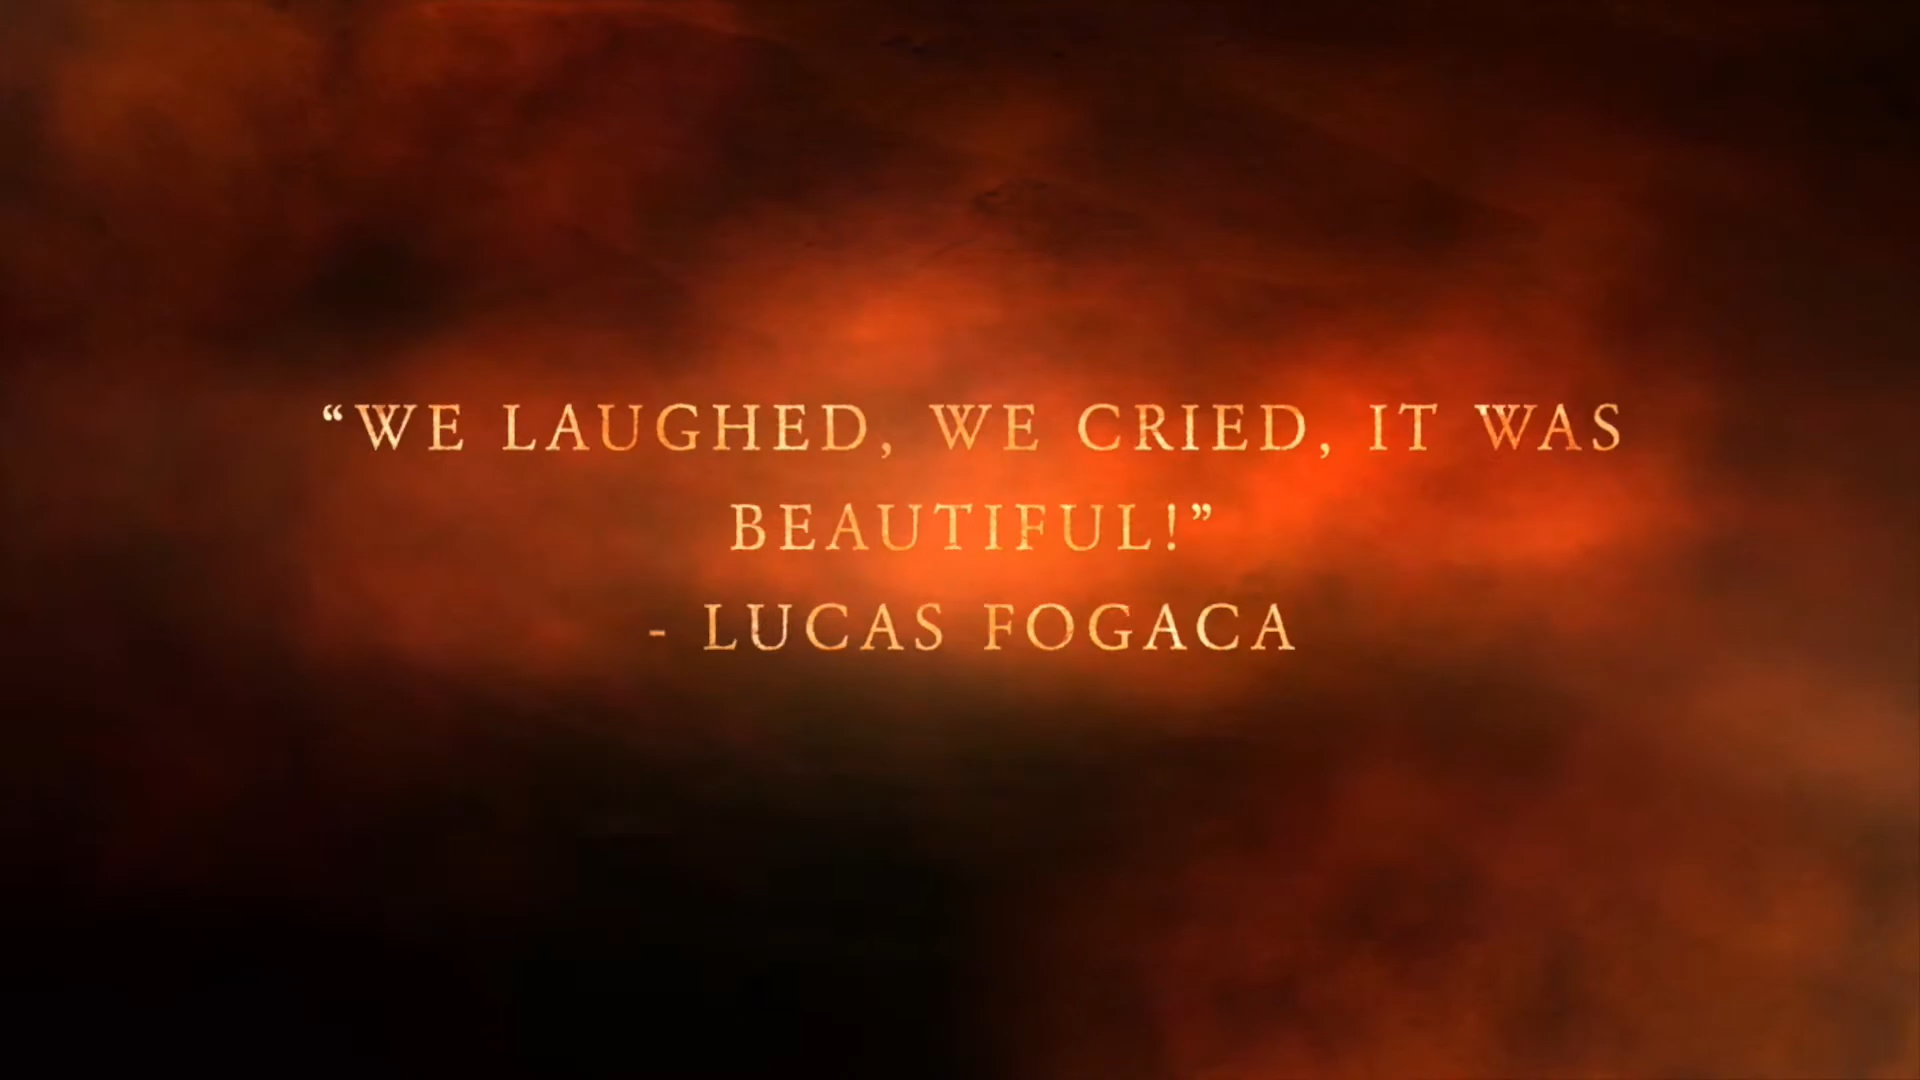 “WE LAUGHED, WE CRIED, IT WAS
BEAUTIFUL!”
- LUCAS FOGACA